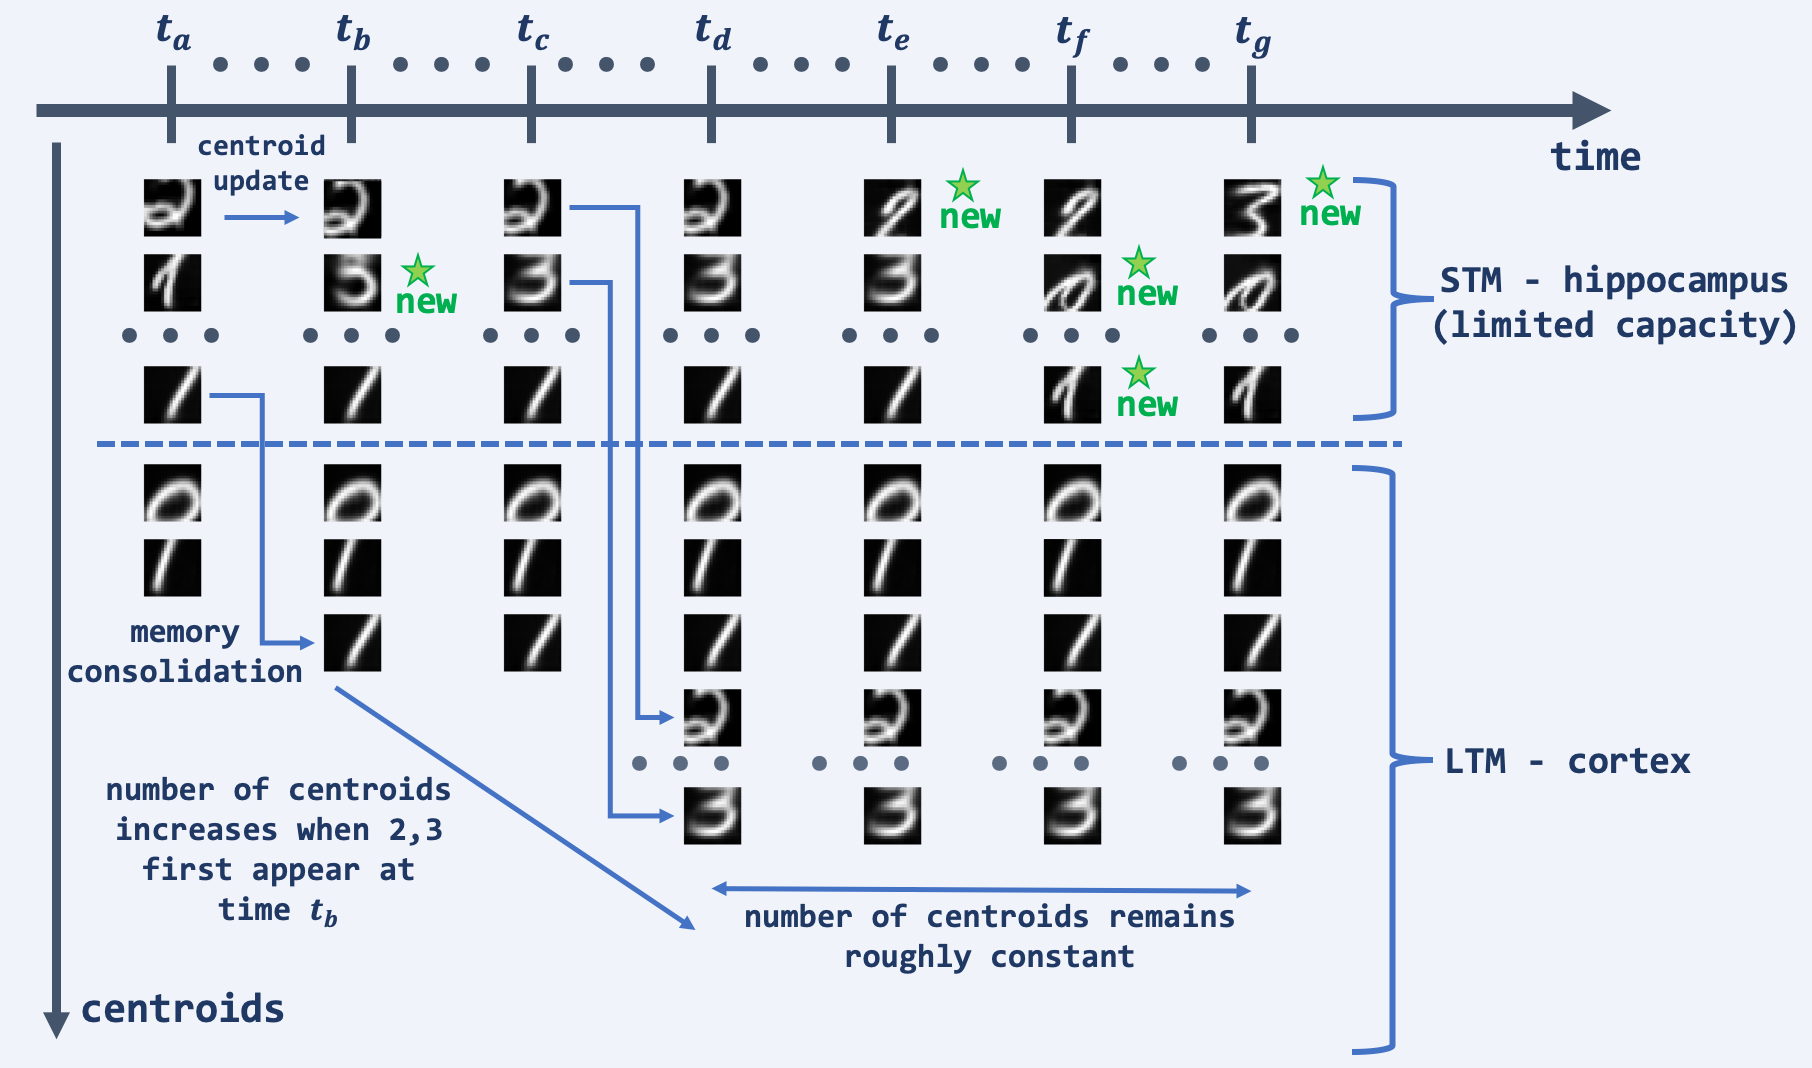 t_a t_b t_c t_d t_e t_f t_g
time
centroid
update
new
new
new
new
new
STM - hippocampus
(limited capacity)
memory
consolidation
LTM - cortex
number of centroids
increases when 2,3
first appear at
time t_b
number of centroids remains
roughly constant
centroids